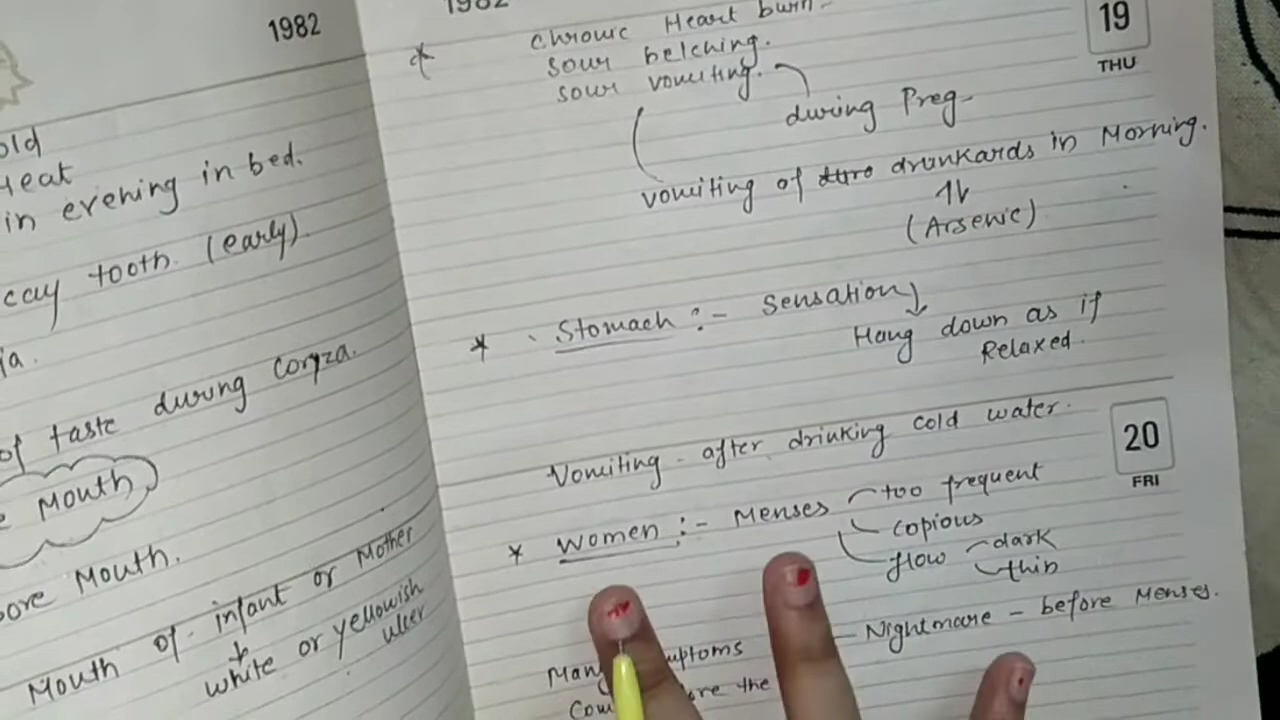 1982
old
Heat
in evening in bed.
cay tooth. (early).
ia.
of taste during coryza.
Mouth
sore Mouth.
Mouth of infant or Mother
white or yellowish
ulcer
1982
19
THU
* chronic Heart burn.
sour belching.
sour vomiting.
during Preg-
vomiting of drunkards in Morning.
(Arsenic)
* Stomach :- Sensation
Hang down as if
Relaxed.
20
FRI
Vomiting - after drinking cold water.
* Women :- Menses too frequent
copious
flow dark
thin
Many symptoms - Nightmare - before Menses.
the